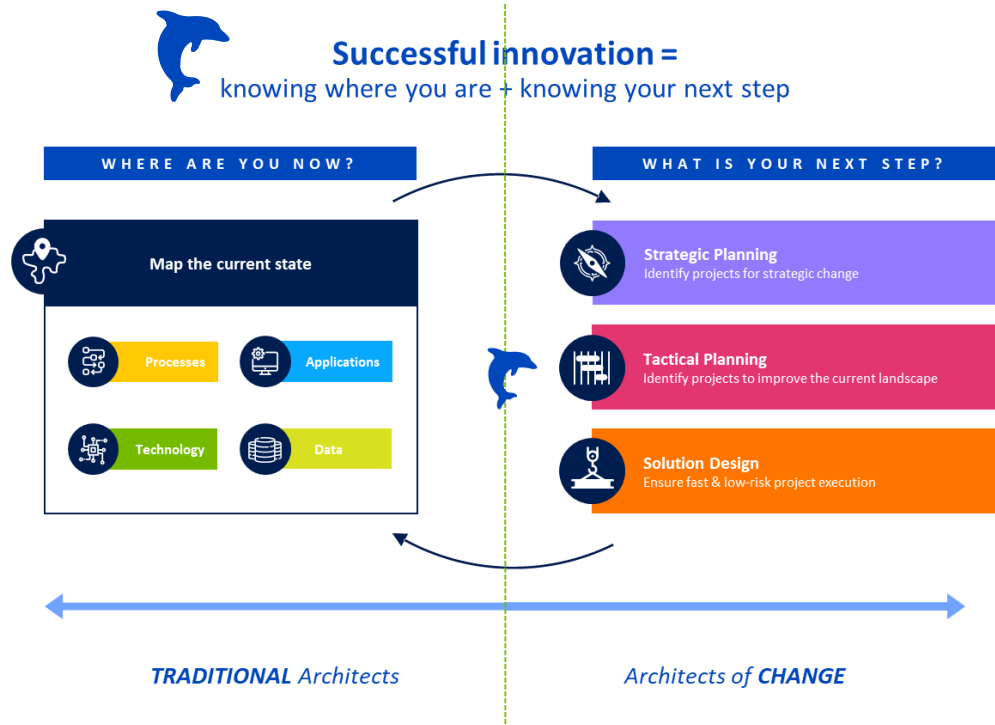 Successful innovation =
knowing where you are + knowing your next step
WHERE ARE YOU NOW?
Map the current state
Processes
Applications
Technology
Data
WHAT IS YOUR NEXT STEP?
Strategic Planning
Identify projects for strategic change
Tactical Planning
Identify projects to improve the current landscape
Solution Design
Ensure fast & low-risk project execution
TRADITIONAL Architects
Architects of CHANGE